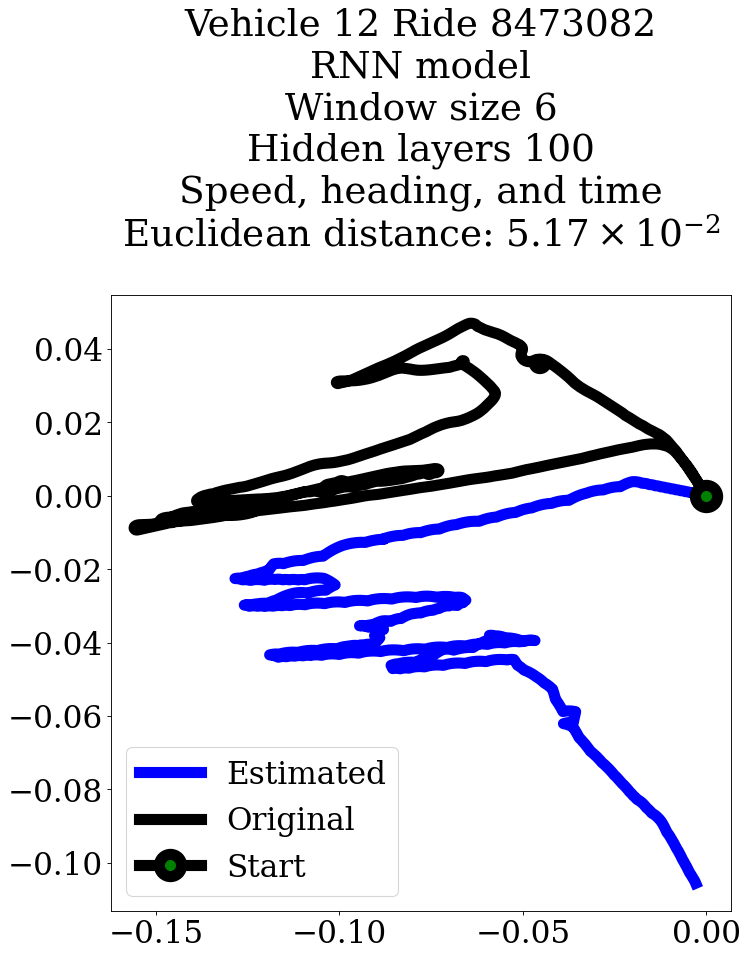 Vehicle 12 Ride 8473082
RNN model
Window size 6
Hidden layers 100
Speed, heading, and time
Euclidean distance: 5.17 × 10⁻²
0.04
0.02
0.00
−0.02
−0.04
−0.06
−0.08
−0.10
Estimated
Original
Start
−0.15 −0.10 −0.05 0.00